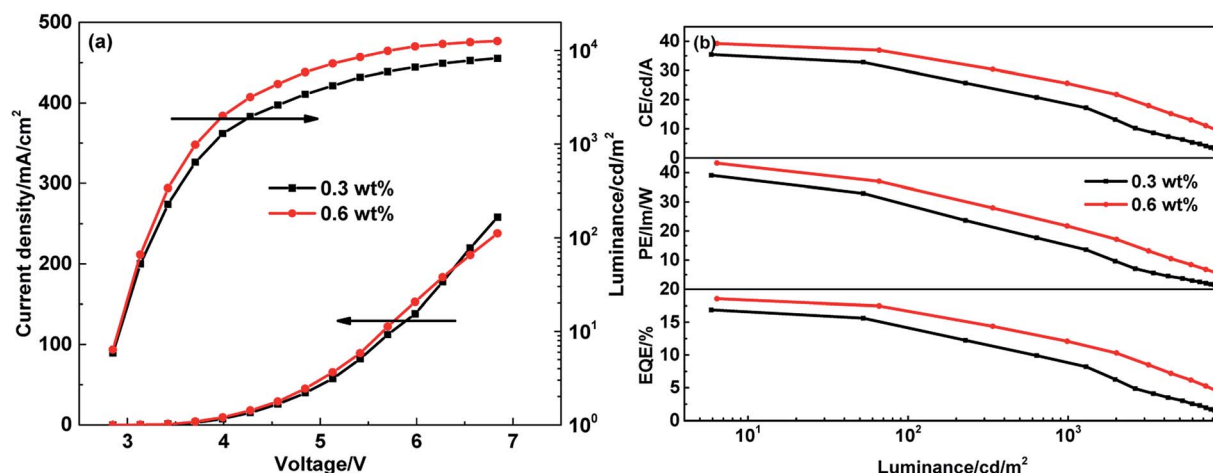 (a)
500
400
300
200
100
0
Current density/mA/cm²
3
4
5
6
7
Voltage/V
10⁴
10³
10²
10¹
10⁰
Luminance/cd/m²
0.3 wt%
0.6 wt%
(b)
40
30
20
10
0
CE/cd/A
40
30
20
10
PE/lm/W
0.3 wt%
0.6 wt%
20
15
10
5
0
EQE/%
10¹
10²
10³
Luminance/cd/m²